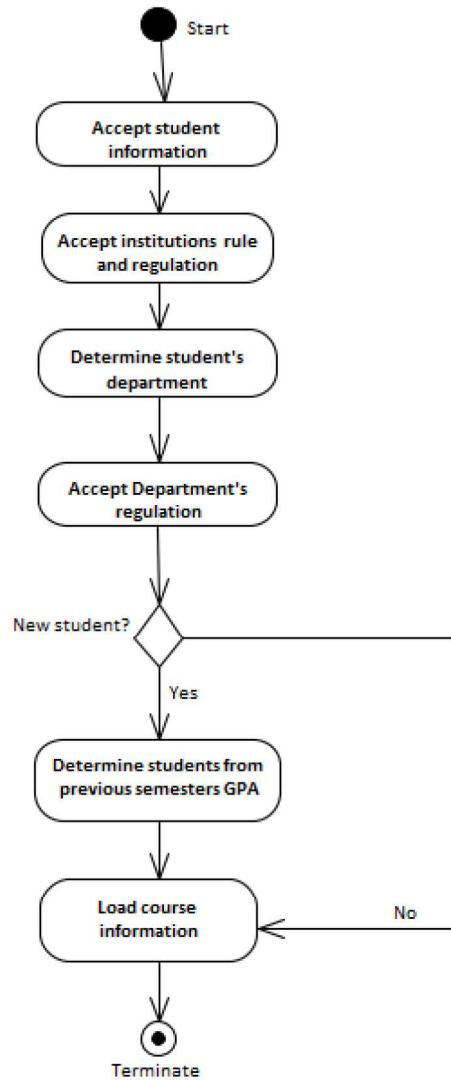 Start
Accept student
information
Accept institutions rule
and regulation
Determine student's
department
Accept Department's
regulation
New student?
Yes
Determine students from
previous semesters GPA
Load course
information
No
Terminate